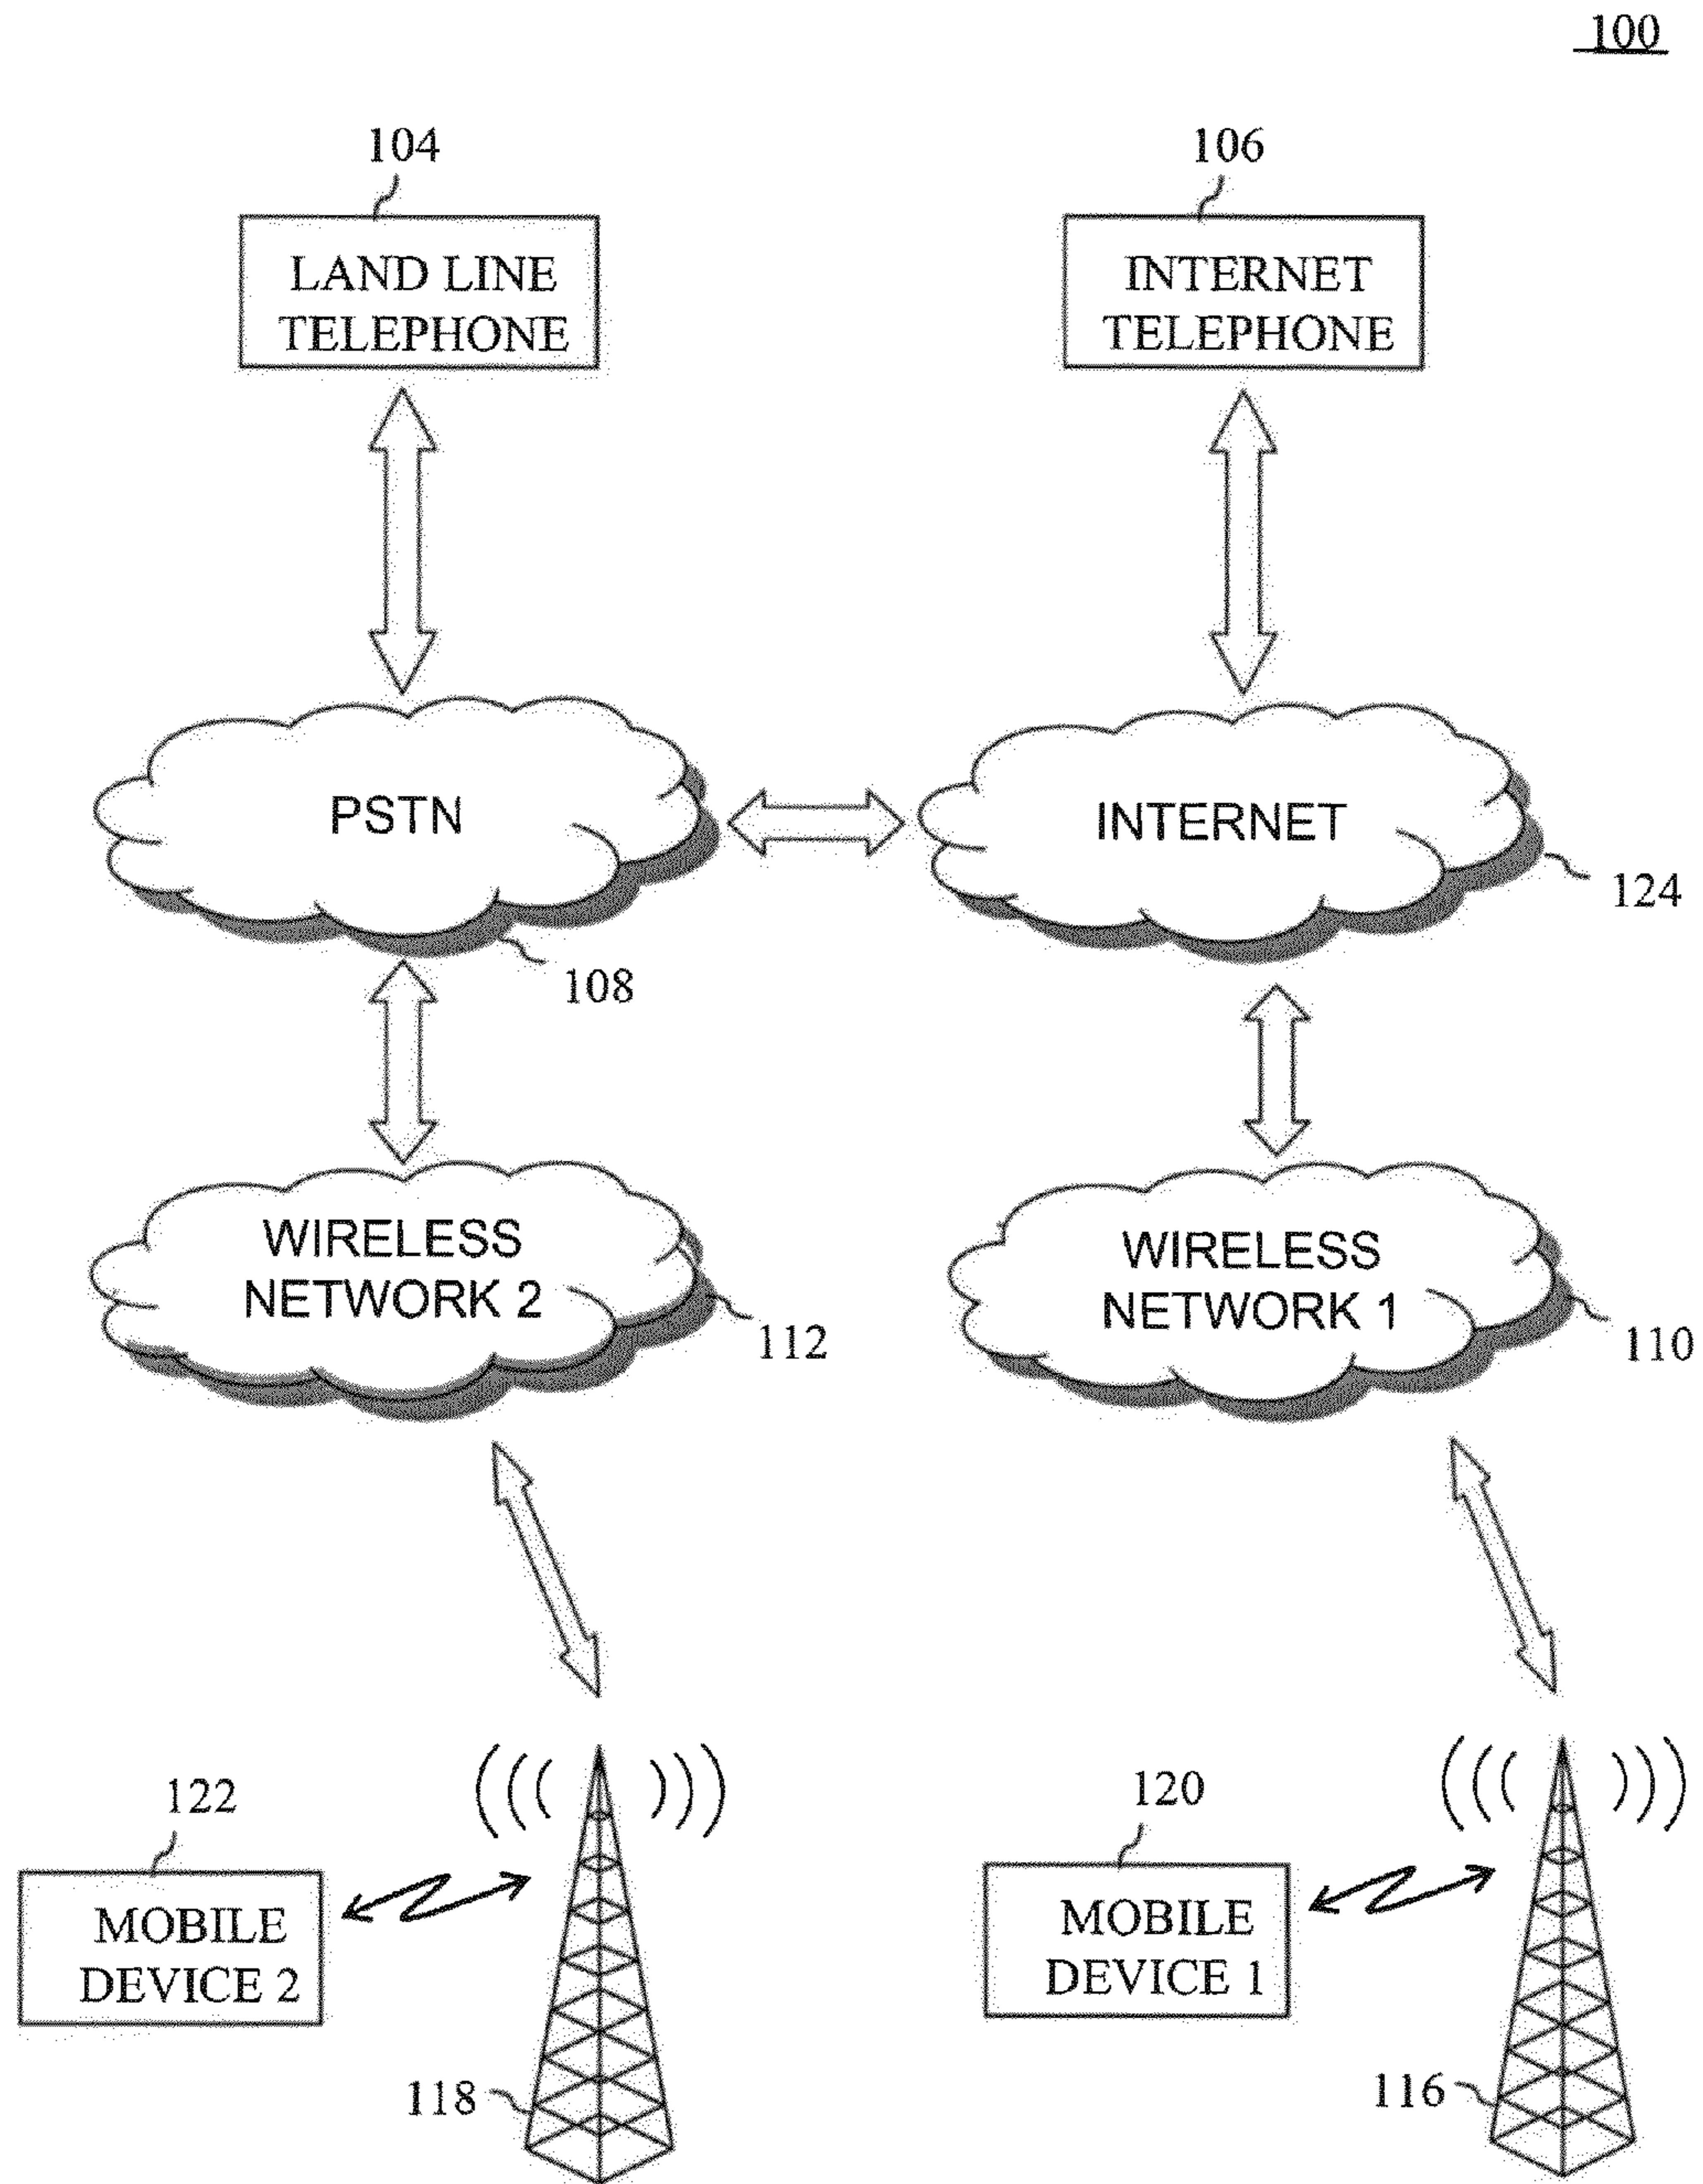 100
104
106
LAND LINE
TELEPHONE
INTERNET
TELEPHONE
PSTN
INTERNET
124
108
WIRELESS
NETWORK 2
WIRELESS
NETWORK 1
112
110
122
120
MOBILE
DEVICE 2
MOBILE
DEVICE 1
118
116